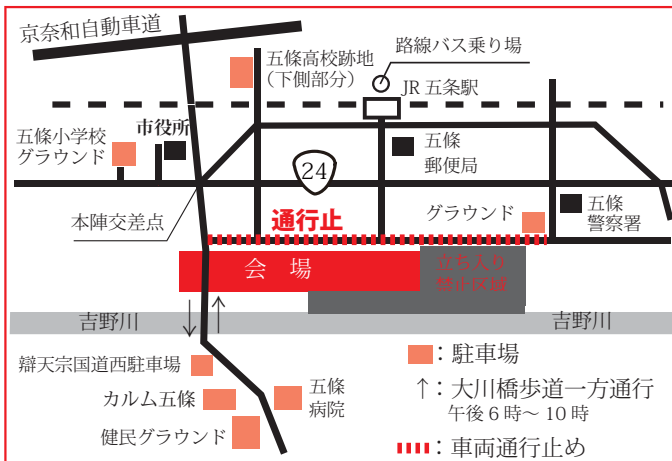 京奈和自動車道
路線バス乗り場
五條高校跡地
（下側部分）
JR 五条駅
市役所
五條小学校
グラウンド
五條
郵便局
24
五條
警察署
本陣交差点
通行止
グラウンド
会 場
立ち入り
禁止区域
吉野川
吉野川
辯天宗国道西駐車場
カルム五條
五條
病院
健民グラウンド
：駐車場
↑：大川橋歩道一方通行
午後 6 時～ 10 時
：車両通行止め